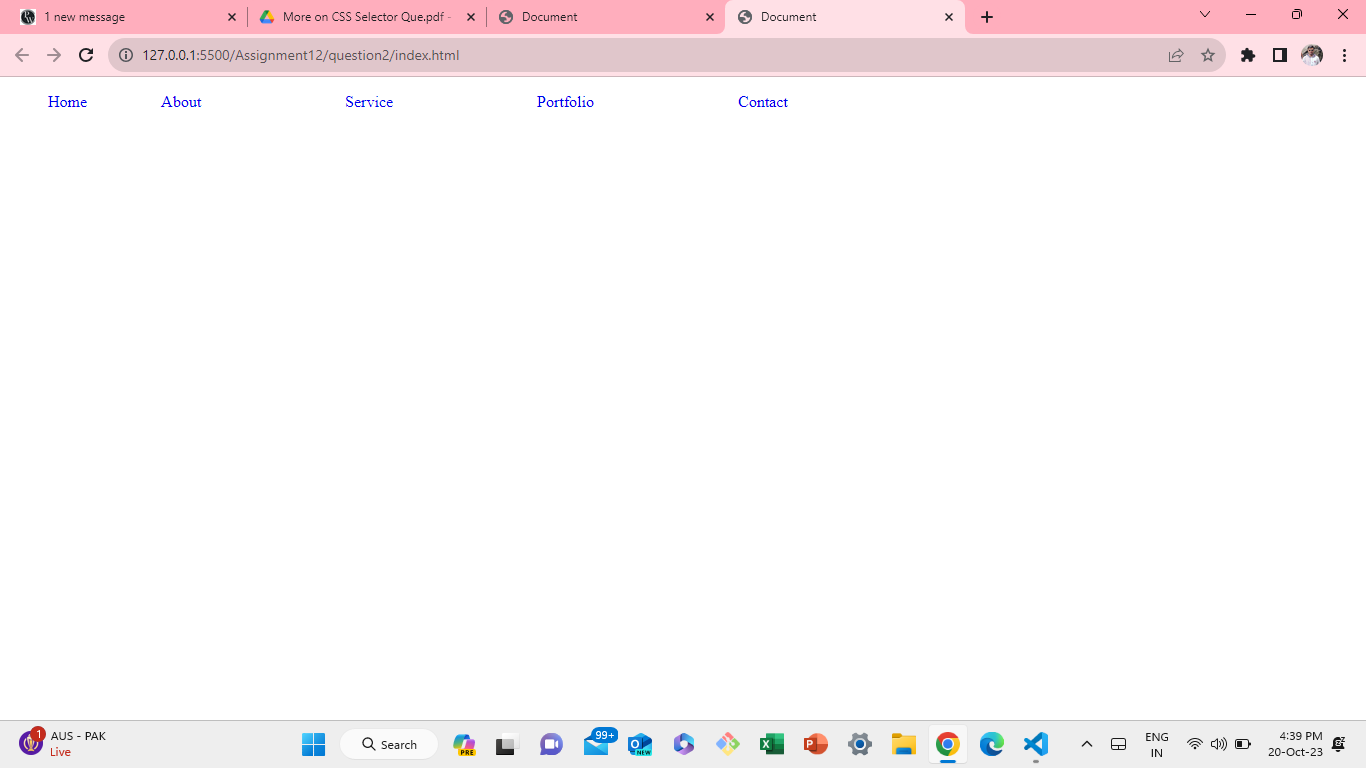 1 new message
More on CSS Selector Que.pdf -
Document
Document
127.0.0.1:5500/Assignment12/question2/index.html
Home About Service Portfolio Contact
1
AUS - PAK
Live
Search
PRE
99+
NEW
ENG
IN
4:39 PM
20-Oct-23